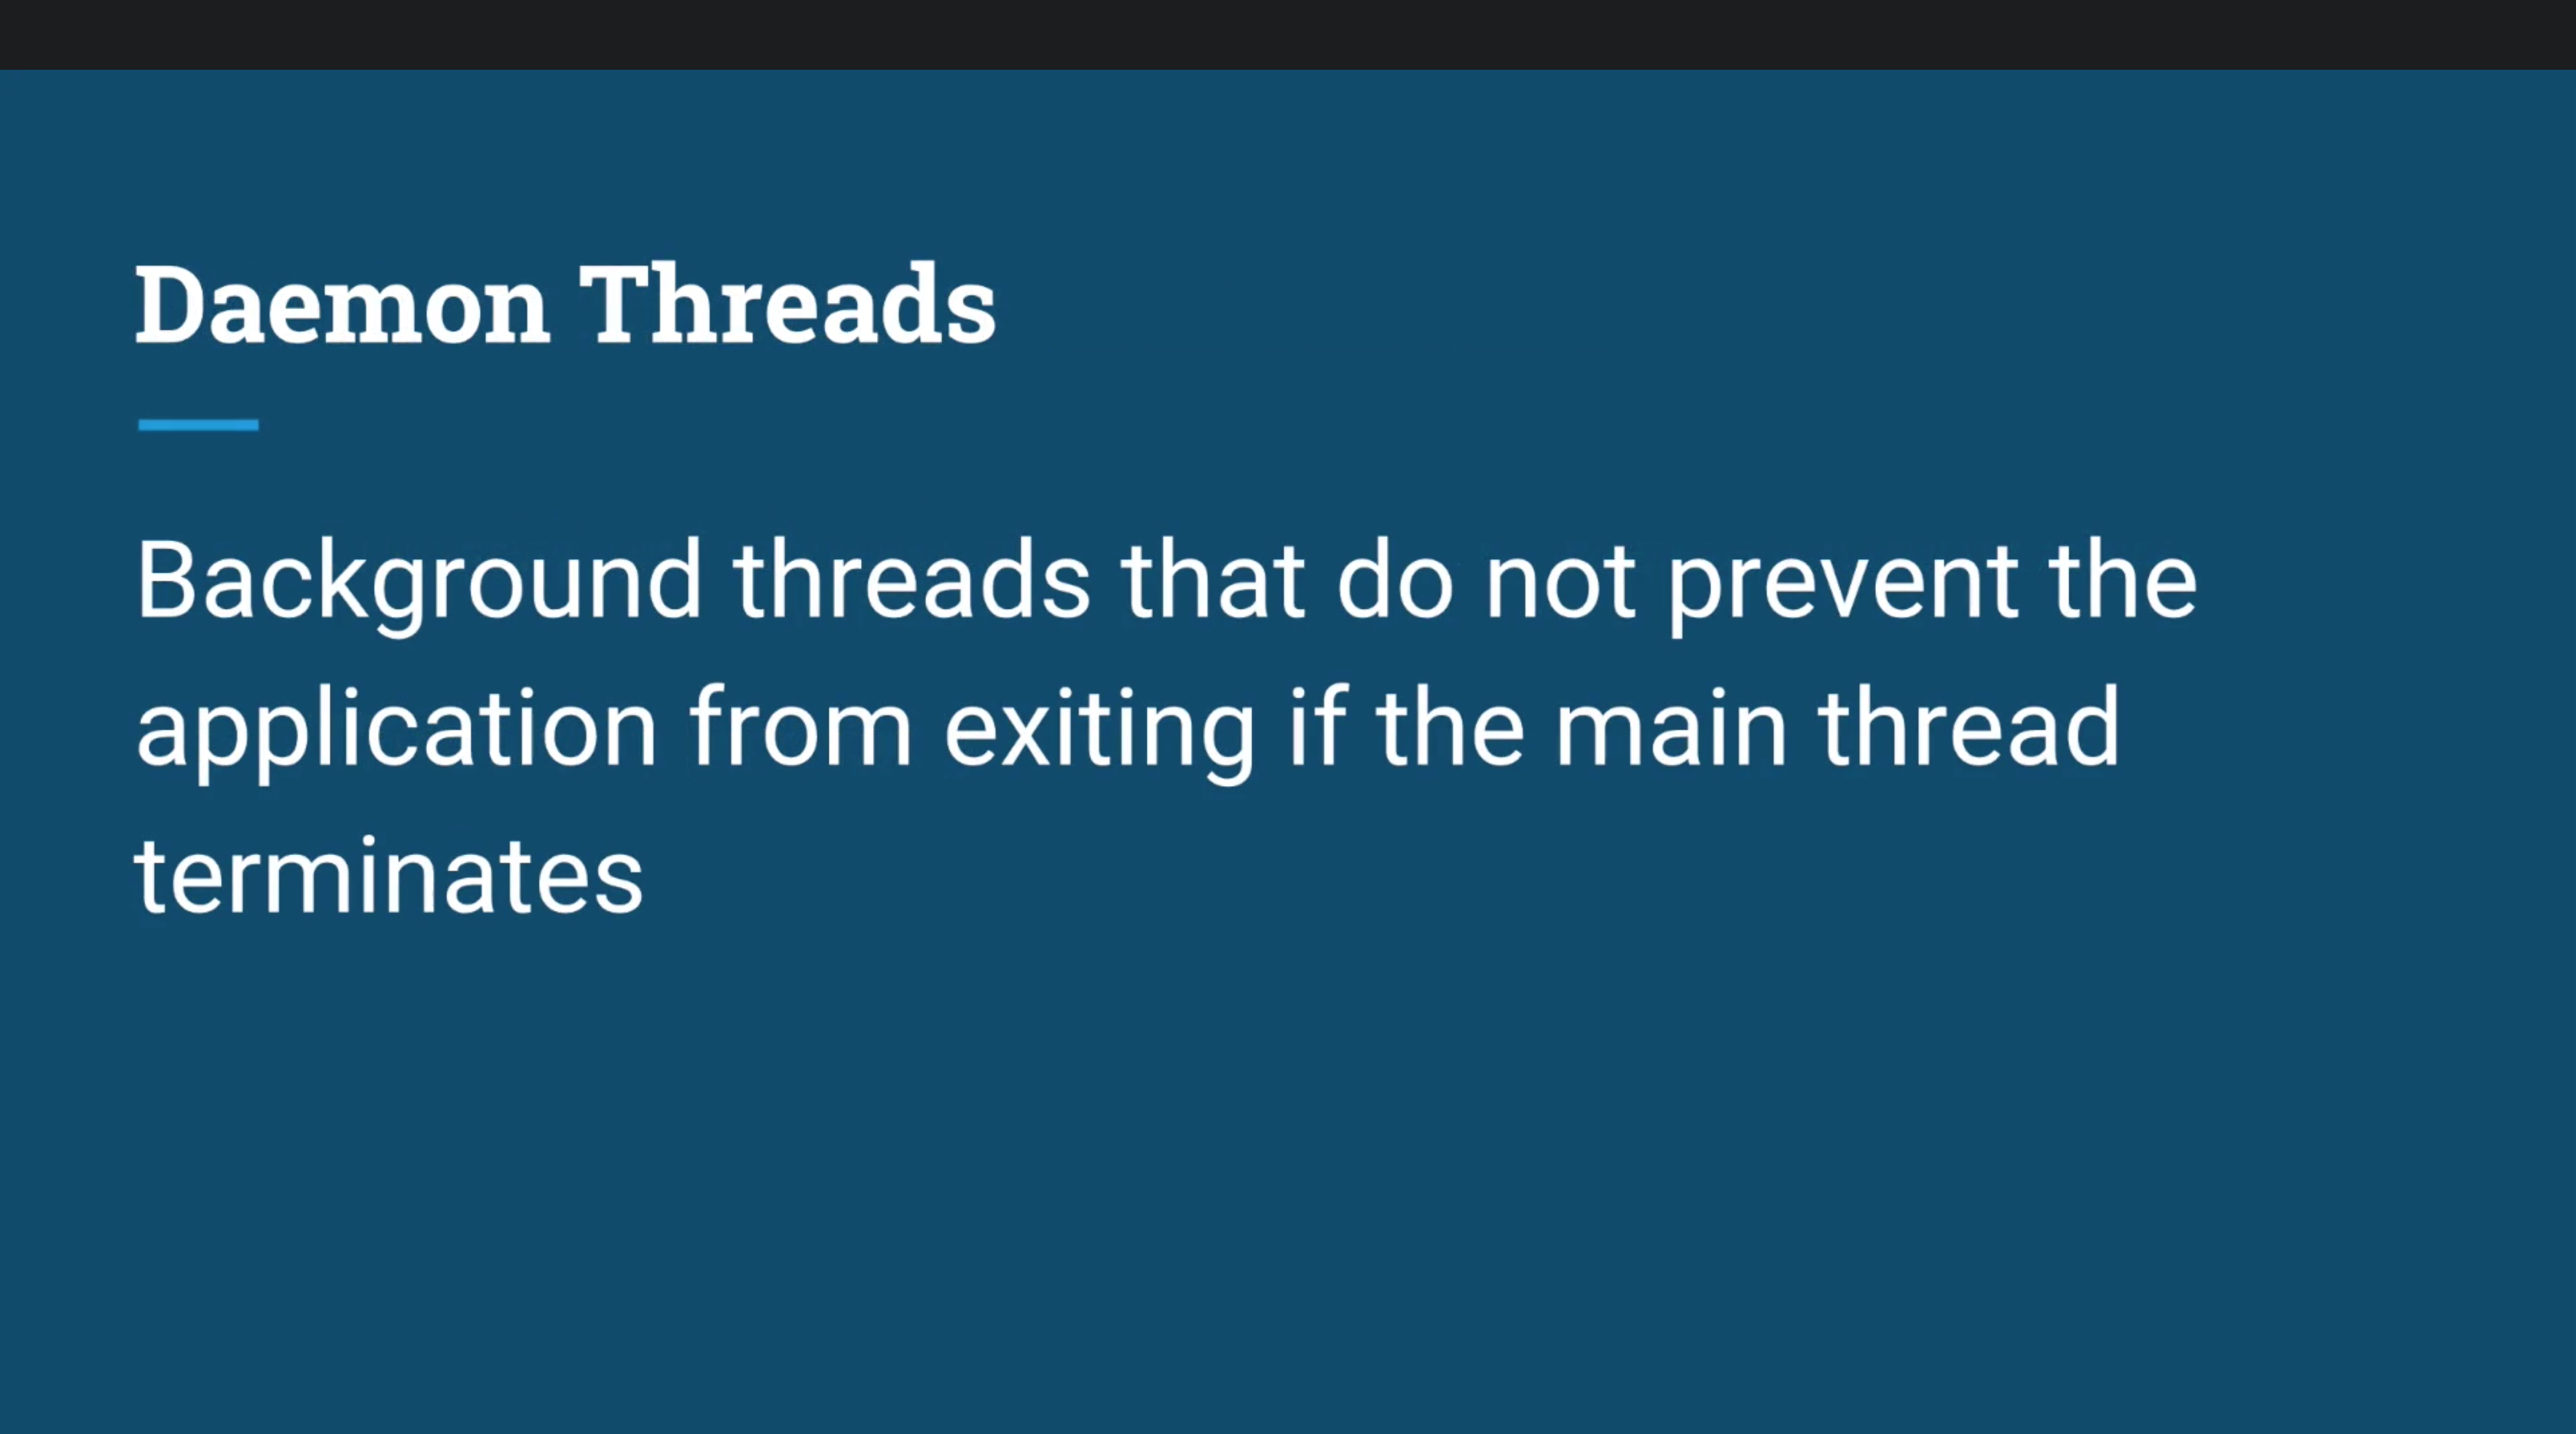 Daemon Threads
Background threads that do not prevent the
application from exiting if the main thread
terminates